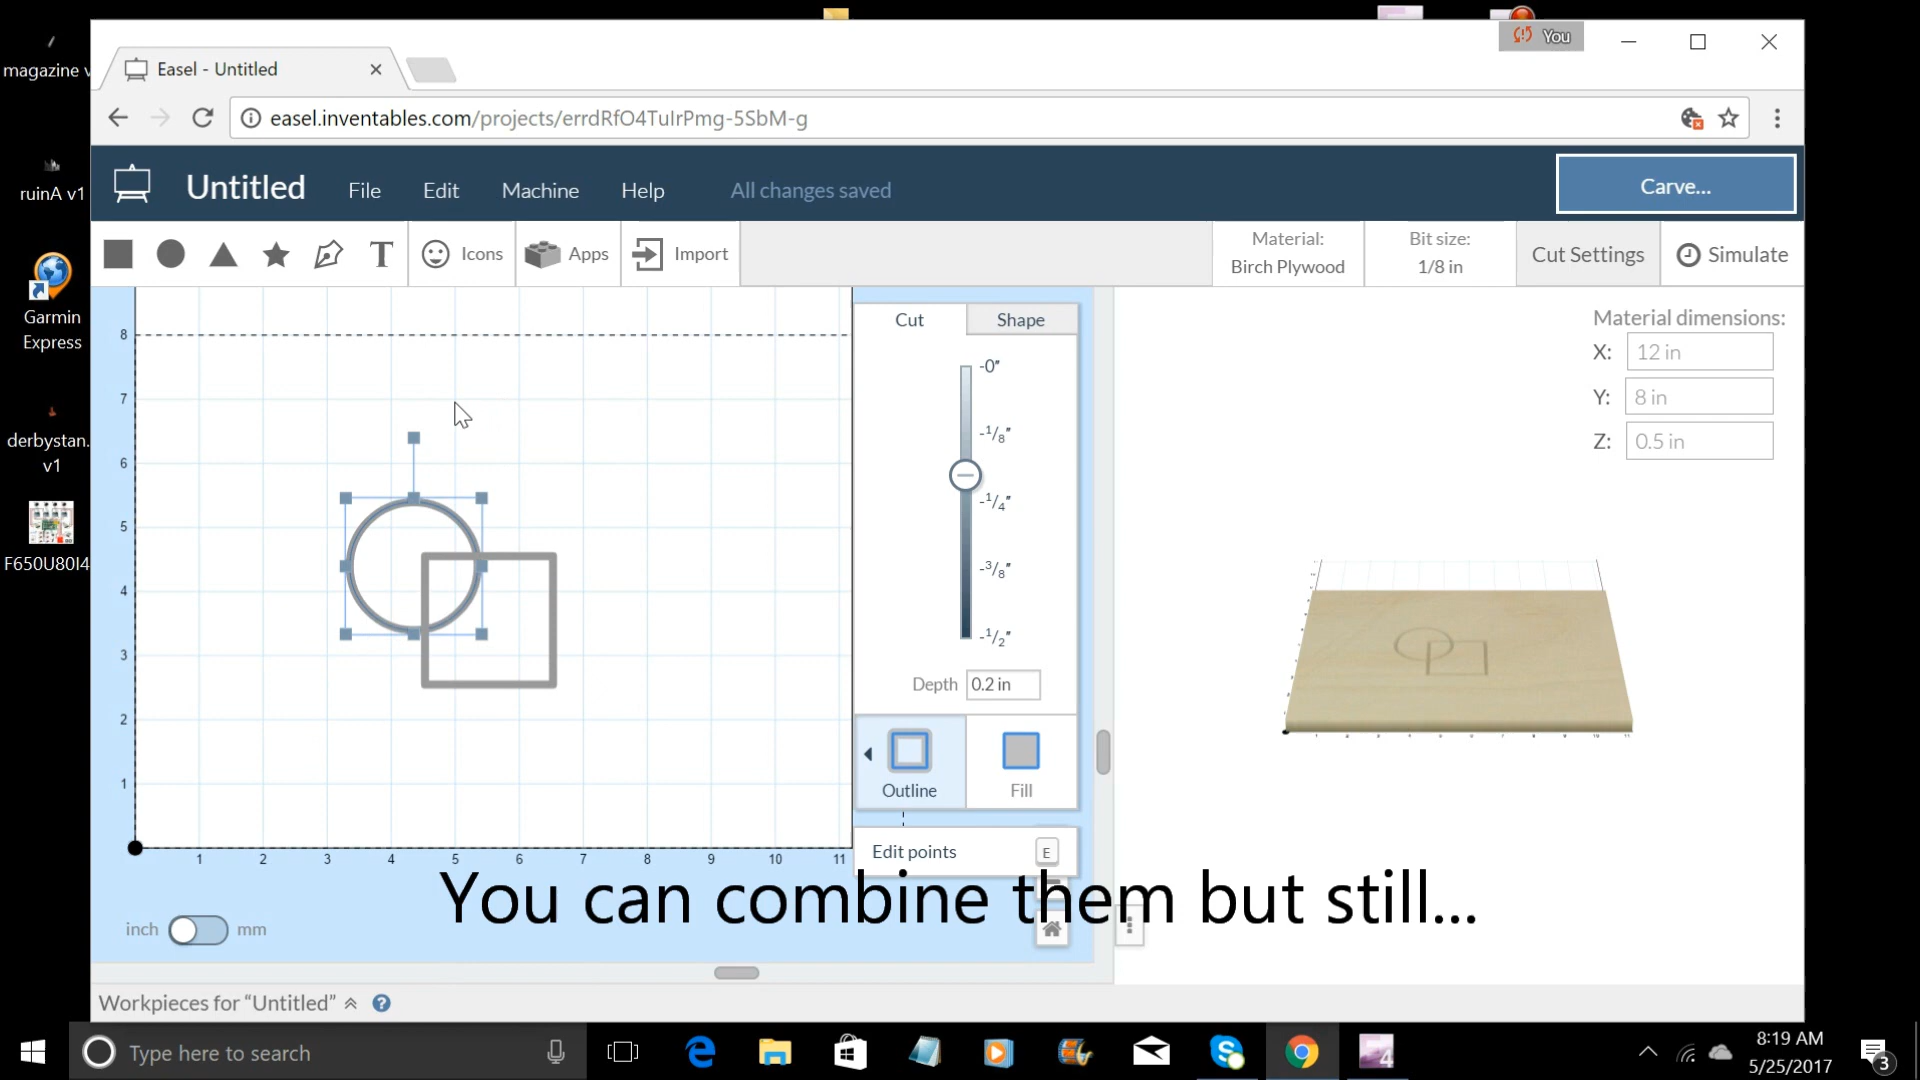 You
Easel - Untitled
easel.inventables.com/projects/errdRfO4TuIrPmg-5SbM-g
Untitled
File
Edit
Machine
Help
All changes saved
Carve...
T
Icons
Apps
Import
Material:
Birch Plywood
Bit size:
1/8 in
Cut Settings
Simulate
magazine v
ruinA v1
Garmin
Express
derbystan.
v1
F650U80I4
8
7
6
5
4
3
2
1
1 2 3 4 5 6 7 8 9 10 11
Cut
Shape
-0"
-1/8"
-1/4"
-3/8"
-1/2"
Depth 0.2 in
Outline
Fill
Edit points E
Material dimensions:
X: 12 in
Y: 8 in
Z: 0.5 in
You can combine them but still...
inch mm
Workpieces for “Untitled” ?
Type here to search
4
8:19 AM
5/25/2017
3